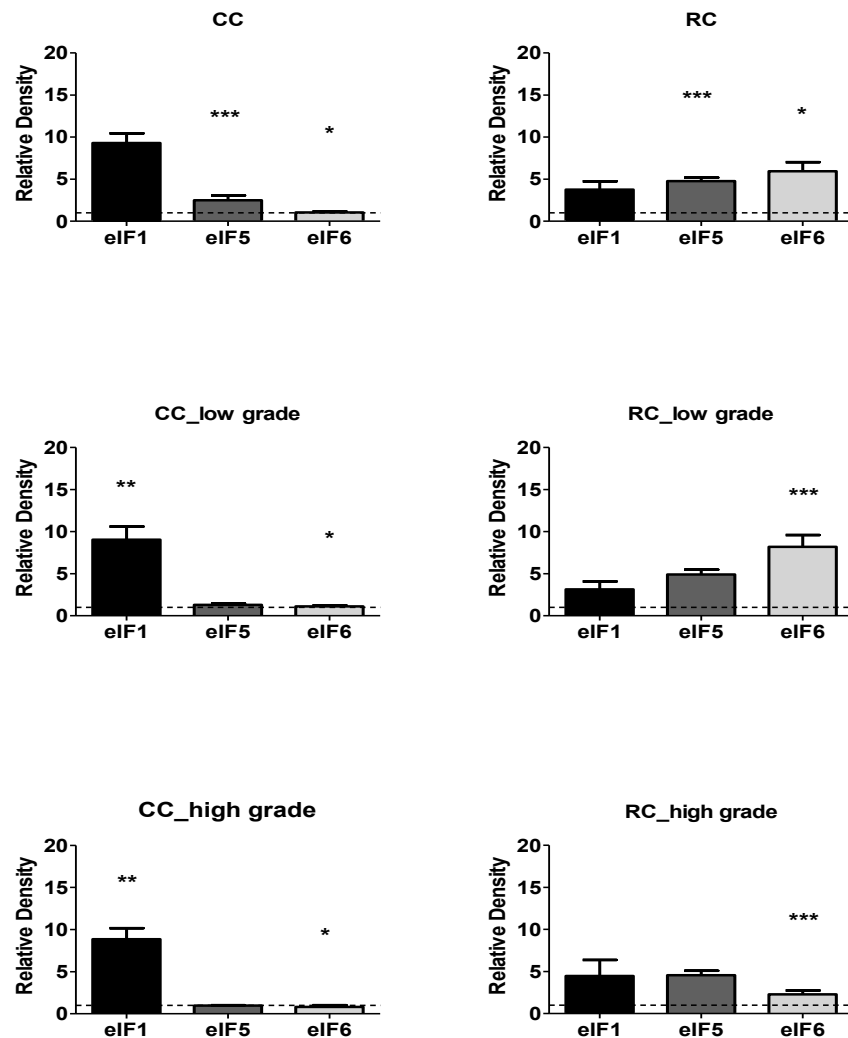 CC
Relative Density
20
15
10
5
0
***
*
eIF1 eIF5 eIF6
RC
Relative Density
20
15
10
5
0
***
*
eIF1 eIF5 eIF6
CC_low grade
Relative Density
20
15
10
5
0
**
*
eIF1 eIF5 eIF6
RC_low grade
Relative Density
20
15
10
5
0
***
eIF1 eIF5 eIF6
CC_high grade
Relative Density
20
15
10
5
0
**
*
eIF1 eIF5 eIF6
RC_high grade
Relative Density
20
15
10
5
0
***
eIF1 eIF5 eIF6